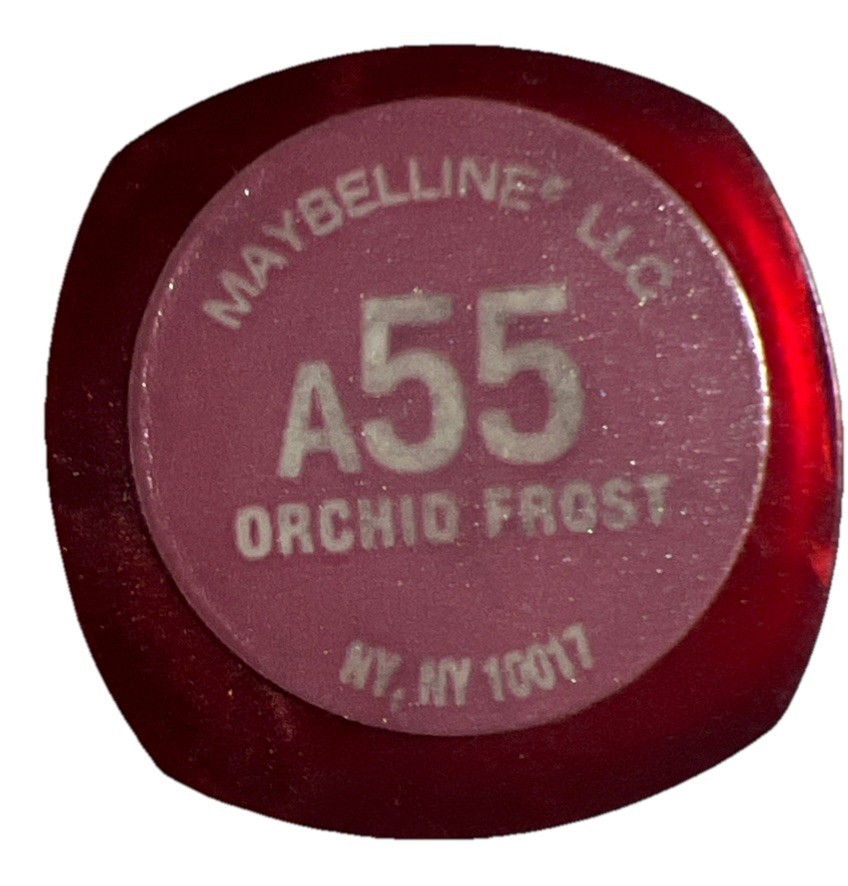 MAYBELLINE® LLC
A55
ORCHID FROST
NY, NY 10017